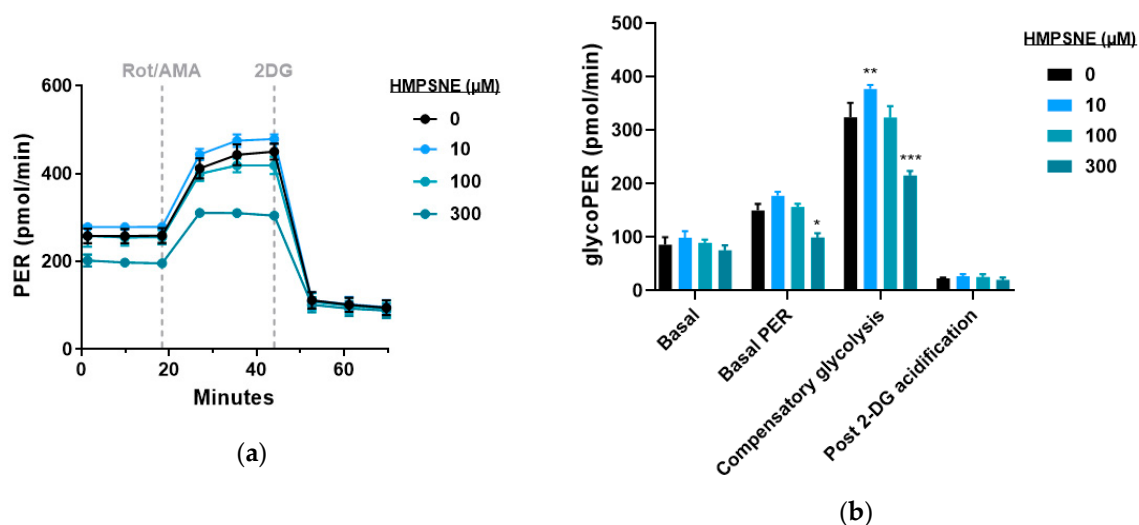 Rot/AMA 2DG
600
400
200
0
PER (pmol/min)
0 20 40 60
Minutes
HMPSNE (µM)
0
10
100
300
(a)
500
400
300
200
100
0
glycoPER (pmol/min)
**
***
*
Basal
Basal PER
Compensatory glycolysis
Post 2-DG acidification
HMPSNE (µM)
0
10
100
300
(b)